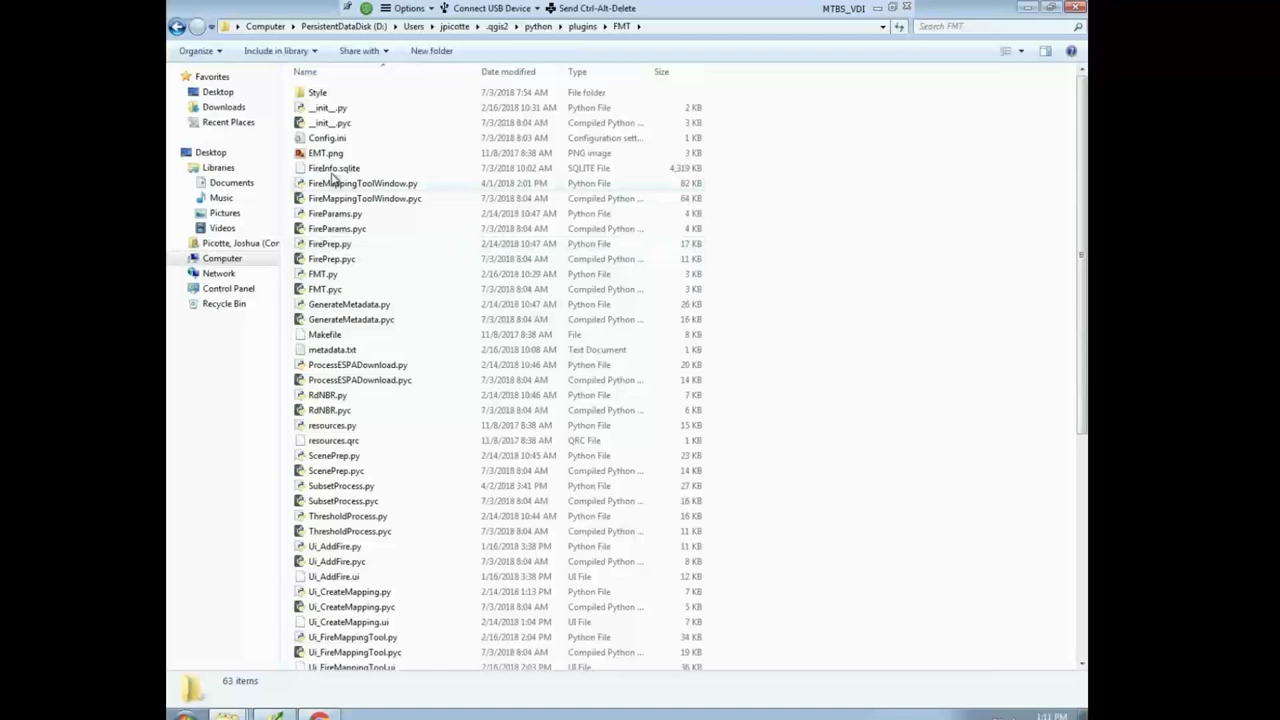 Options Connect USB Device Send Ctrl-Alt-Delete MTBS_VDI
Computer PersistentDataDisk (D:) Users jpicotte .qgis2 python plugins FMT Search FMT
Organize Include in library Share with New folder
Name Date modified Type Size
Favorites
Desktop
Downloads
Recent Places
Desktop
Libraries
Documents
Music
Pictures
Videos
Picotte, Joshua (Cor
Computer
Network
Control Panel
Recycle Bin
Style 7/3/2018 7:54 AM File folder
__init__.py 2/16/2018 10:31 AM Python File 2 KB
__init__.pyc 7/3/2018 8:04 AM Compiled Python ... 3 KB
Config.ini 7/3/2018 8:03 AM Configuration sett... 1 KB
EMT.png 11/8/2017 8:38 AM PNG image 3 KB
FireInfo.sqlite 7/3/2018 10:02 AM SQLITE File 4,319 KB
FireMappingToolWindow.py 4/1/2018 2:01 PM Python File 82 KB
FireMappingToolWindow.pyc 7/3/2018 8:04 AM Compiled Python ... 64 KB
FireParams.py 2/14/2018 10:47 AM Python File 4 KB
FireParams.pyc 7/3/2018 8:04 AM Compiled Python ... 4 KB
FirePrep.py 2/14/2018 10:47 AM Python File 17 KB
FirePrep.pyc 7/3/2018 8:04 AM Compiled Python ... 11 KB
FMT.py 2/16/2018 10:29 AM Python File 3 KB
FMT.pyc 7/3/2018 8:04 AM Compiled Python ... 3 KB
GenerateMetadata.py 2/14/2018 10:47 AM Python File 26 KB
GenerateMetadata.pyc 7/3/2018 8:04 AM Compiled Python ... 16 KB
Makefile 11/8/2017 8:38 AM File 8 KB
metadata.txt 2/16/2018 10:08 AM Text Document 1 KB
ProcessESPADownload.py 2/14/2018 10:46 AM Python File 20 KB
ProcessESPADownload.pyc 7/3/2018 8:04 AM Compiled Python ... 14 KB
RdNBR.py 2/14/2018 10:46 AM Python File 7 KB
RdNBR.pyc 7/3/2018 8:04 AM Compiled Python ... 6 KB
resources.py 11/8/2017 8:38 AM Python File 15 KB
resources.qrc 11/8/2017 8:38 AM QRC File 1 KB
ScenePrep.py 2/14/2018 10:45 AM Python File 23 KB
ScenePrep.pyc 7/3/2018 8:04 AM Compiled Python ... 14 KB
SubsetProcess.py 4/2/2018 3:41 PM Python File 27 KB
SubsetProcess.pyc 7/3/2018 8:04 AM Compiled Python ... 16 KB
ThresholdProcess.py 2/14/2018 10:44 AM Python File 16 KB
ThresholdProcess.pyc 7/3/2018 8:04 AM Compiled Python ... 11 KB
Ui_AddFire.py 1/16/2018 3:38 PM Python File 11 KB
Ui_AddFire.pyc 7/3/2018 8:04 AM Compiled Python ... 8 KB
Ui_AddFire.ui 1/16/2018 3:38 PM UI File 12 KB
Ui_CreateMapping.py 2/14/2018 1:13 PM Python File 7 KB
Ui_CreateMapping.pyc 7/3/2018 8:04 AM Compiled Python ... 5 KB
Ui_CreateMapping.ui 2/14/2018 1:04 PM UI File 7 KB
Ui_FireMappingTool.py 2/16/2018 2:04 PM Python File 34 KB
Ui_FireMappingTool.pyc 7/3/2018 8:04 AM Compiled Python ... 19 KB
Ui_FireMappingTool.ui 2/16/2018 2:03 PM UI File 36 KB
63 items
1:11 PM